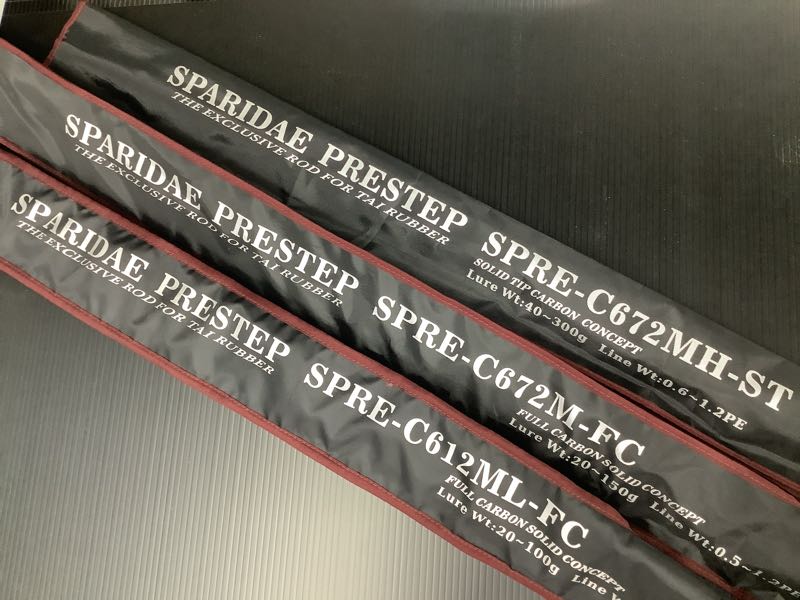 SPARIDAE PRESTEP SPRE-C672MH-ST
THE EXCLUSIVE ROD FOR TAI RUBBER
SOLID TIP CARBON CONCEPT
Lure Wt:40~300g Line Wt:0.6~1.2PE
SPARIDAE PRESTEP SPRE-C672M-FC
THE EXCLUSIVE ROD FOR TAI RUBBER
FULL CARBON SOLID CONCEPT
Lure Wt:20~150g Line Wt:0.5~1.2PE
SPARIDAE PRESTEP SPRE-C612ML-FC
THE EXCLUSIVE ROD FOR TAI RUBBER
FULL CARBON SOLID CONCEPT
Lure Wt:20~100g Line